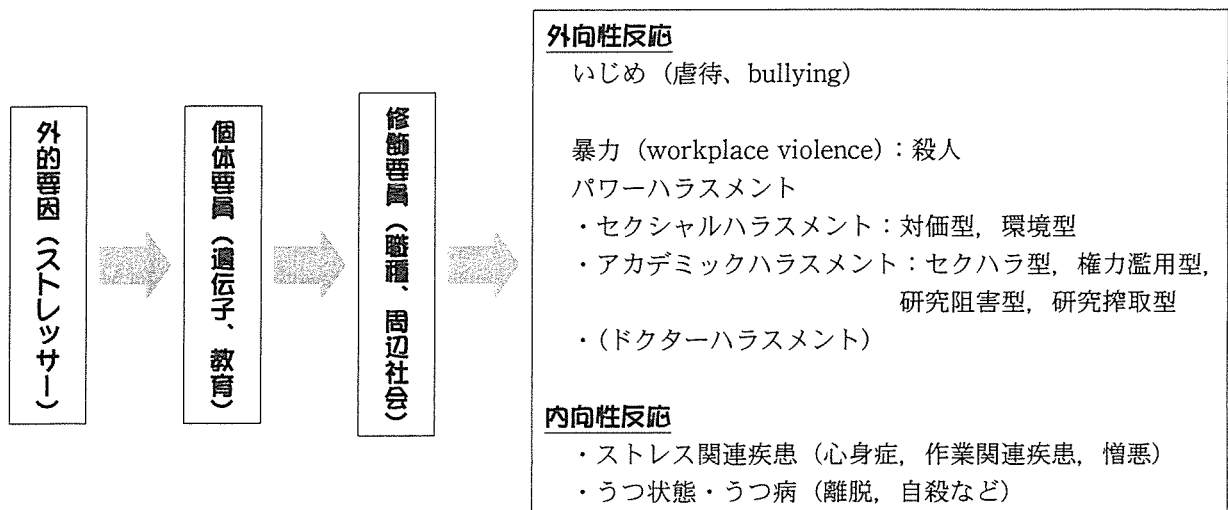 外的要因（ストレッサー）
個体要員（遺伝子、教育）
修飾要員（職種、周辺社会）
外向性反応
いじめ（虐待、bullying）
暴力（workplace violence）：殺人
パワーハラスメント
・セクシャルハラスメント：対価型，環境型
・アカデミックハラスメント：セクハラ型，権力濫用型，
研究阻害型，研究搾取型
・（ドクターハラスメント）
内向性反応
・ストレス関連疾患（心身症，作業関連疾患，憎悪）
・うつ状態・うつ病（離脱，自殺など）